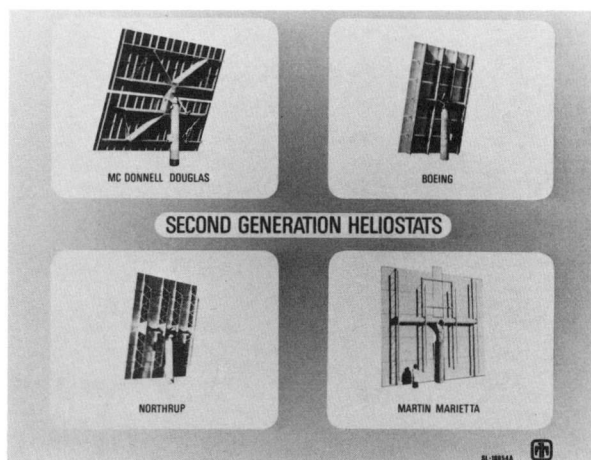 MC DONNELL DOUGLAS
BOEING
SECOND GENERATION HELIOSTATS
NORTHRUP
MARTIN MARIETTA